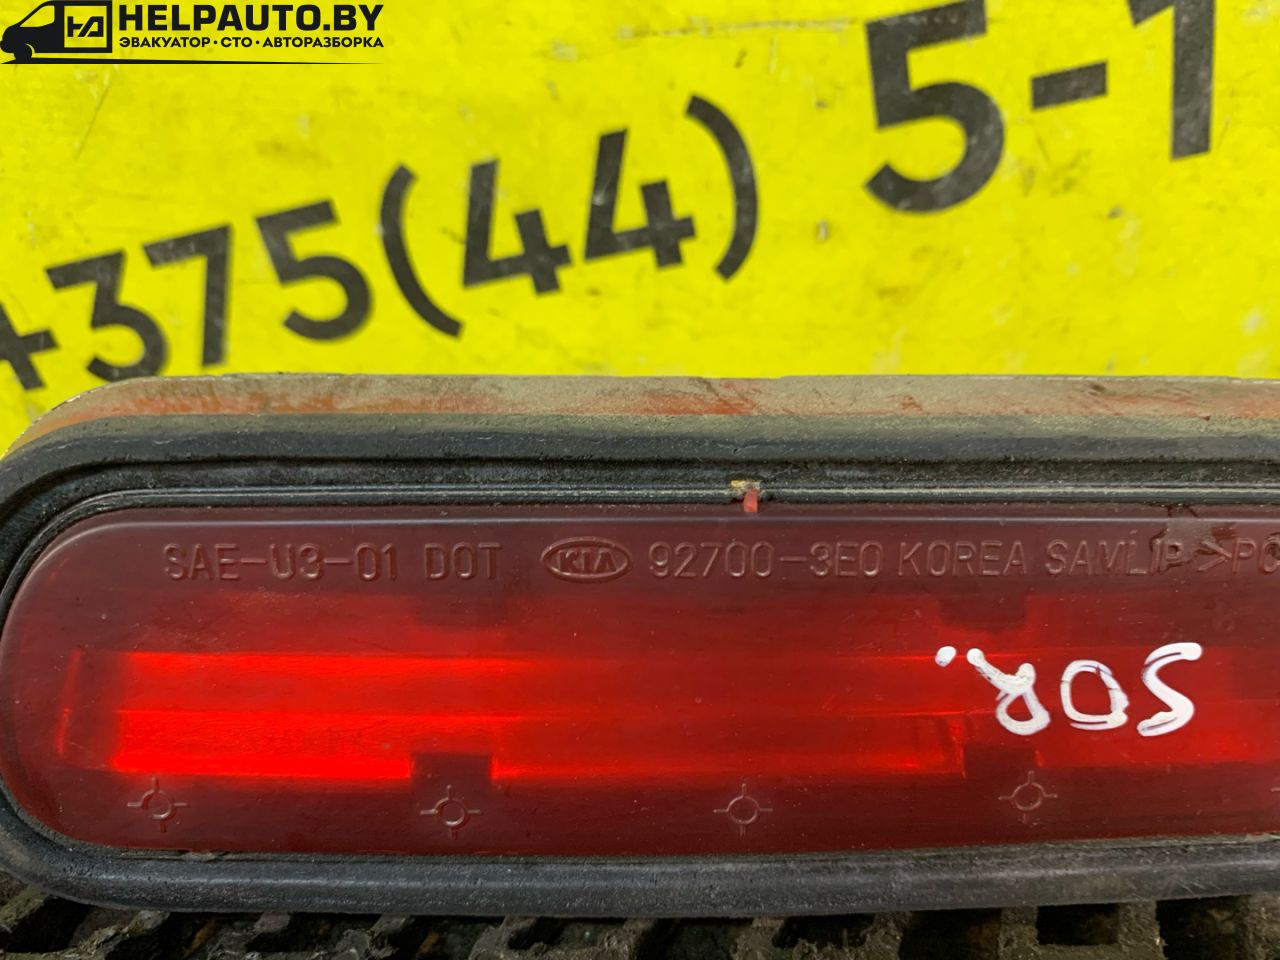 HELPAUTO.BY
ЭВАКУАТОР · СТО · АВТОРАЗБОРКА
+375(44) 5-1
SAE-U3-01 DOT KIA 92700-3E0 KOREA SAMLIP >PC
SOR.